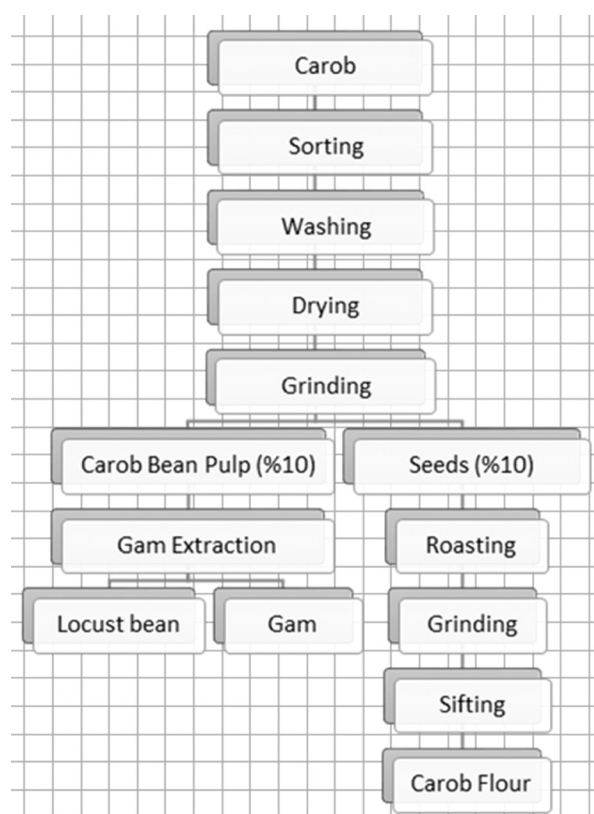 Carob
Sorting
Washing
Drying
Grinding
Carob Bean Pulp (%10)
Seeds (%10)
Gam Extraction
Roasting
Locust bean
Gam
Grinding
Sifting
Carob Flour